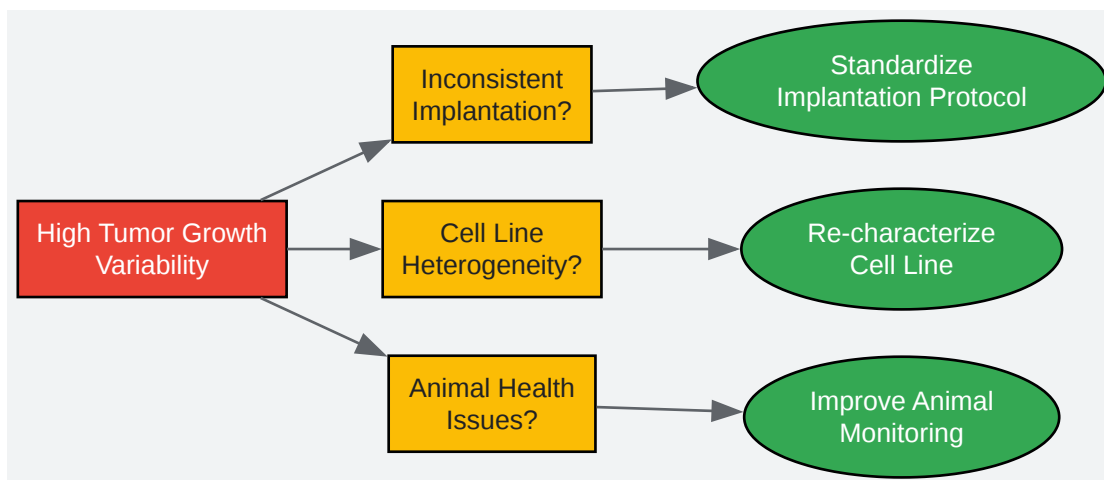 High Tumor Growth
Variability
Inconsistent
Implantation?
Standardize
Implantation Protocol
Cell Line
Heterogeneity?
Re-characterize
Cell Line
Animal Health
Issues?
Improve Animal
Monitoring